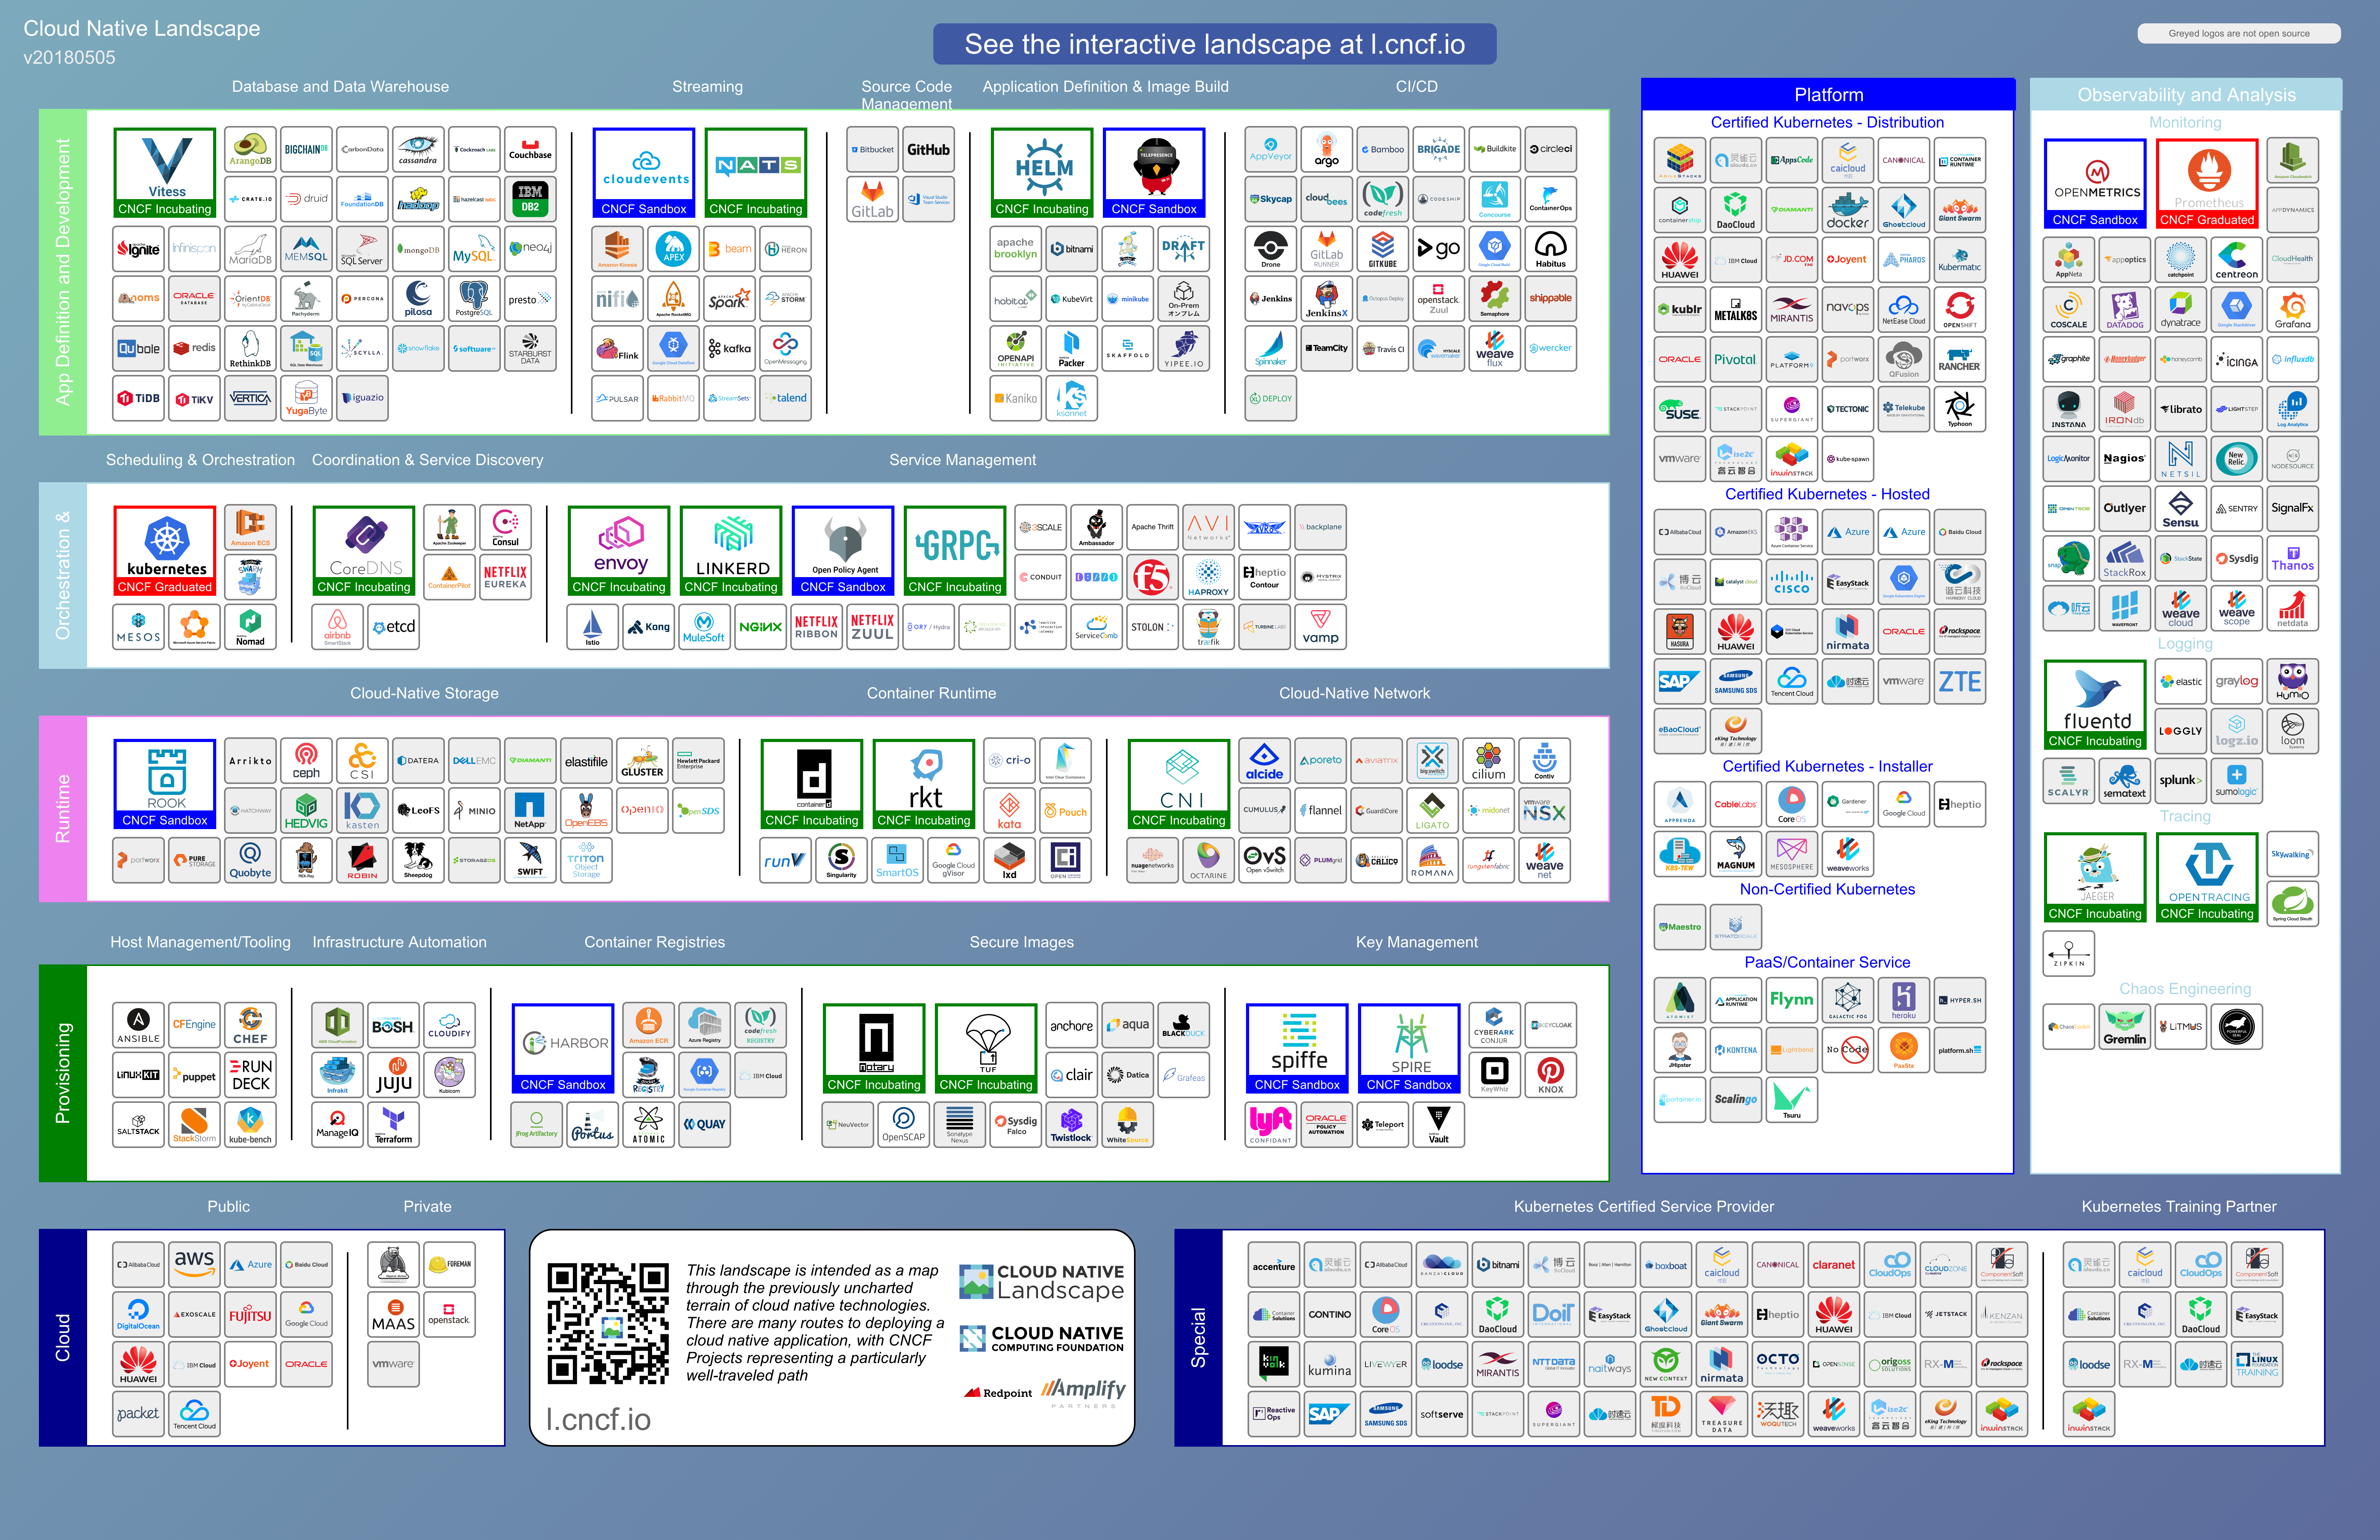 Cloud Native Landscape
v20180505
See the interactive landscape at l.cncf.io
Greyed logos are not open source
Database and Data Warehouse
Streaming
Source Code
Management
Application Definition & Image Build
CI/CD
App Definition and Development
Vitess
CNCF Incubating
ArangoDB
BIGCHAINDB
CarbonData
cassandra
Cockroach LABS
Couchbase
CRATE.IO
druid
FoundationDB
hadoop
hazelcast
IBM
DB2
Ignite
Infinispan
MariaDB
MEMSQL
SQL Server
mongoDB
MySQL
neo4j
noms
ORACLE
DATABASE
OrientDB
Pachyderm
PERCONA
pilosa
PostgreSQL
presto
Qubole
redis
RethinkDB
SQL Data Warehouse
SCYLLA.
snowflake
software AG
STARBURST
DATA
TiDB
TiKV
VERTICA
YugaByte
iguazio
cloudevents
CNCF Sandbox
NATS
CNCF Incubating
Amazon Kinesis
APEX
beam
HERON
nifi
Apache RocketMQ
Spark
STORM
Flink
Google Cloud Dataflow
kafka
OpenMessaging
PULSAR
RabbitMQ
StreamSets
talend
Bitbucket
GitHub
GitLab
Visual Studio
Team Services
HELM
CNCF Incubating
TELEPRESENCE
CNCF Sandbox
apache
brooklyn
bitnami
DRAFT
habitat
KubeVirt
minikube
On-Prem
オンプレム
OPENAPI
INITIATIVE
Packer
SKAFFOLD
YIPEE.IO
Kaniko
ksonnet
AppVeyor
argo
Bamboo
BRIGADE
Buildkite
circleci
Skycap
cloudbees
codefresh
CODESHIP
Concourse
ContainerOps
Drone
GitLab
RUNNER
GITKUBE
go
Google Cloud Build
Habitus
Jenkins
JenkinsX
Octopus Deploy
openstack.
Zuul
Semaphore
shippable
Spinnaker
TeamCity
Travis CI
wavemaker
weave
flux
wercker
XL DEPLOY
Scheduling & Orchestration
Coordination & Service Discovery
Service Management
Orchestration &
kubernetes
CNCF Graduated
Amazon ECS
SWARM
MESOS
Microsoft Azure Service Fabric
Nomad
CoreDNS
CNCF Incubating
Apache Zookeeper
Consul
ContainerPilot
NETFLIX
EUREKA
airbnb
SmartStack
etcd
envoy
CNCF Incubating
LINKERD
CNCF Incubating
Open Policy Agent
CNCF Sandbox
GRPC
CNCF Incubating
3SCALE
Ambassador
Apache Thrift
AVI
Networks
AVRO
backplane
CONDUIT
DUBBO
f5
HAPROXY
heptio
Contour
HYSTRIX
Istio
Kong
MuleSoft
NGINX
NETFLIX
RIBBON
NETFLIX
ZUUL
ORY / Hydra
ServiceComb
STOLON
træfik
TURBINE LABS
vamp
Cloud-Native Storage
Container Runtime
Cloud-Native Network
Runtime
ROOK
CNCF Sandbox
Arrikto
ceph
CSI
DATERA
DELL EMC
DIAMANTI
elastifile
GLUSTER
Hewlett Packard
Enterprise
HATCHWAY
HEDVIG
kasten
LeoFS
MINIO
NetApp
OpenEBS
OPENIO
OpenSDS
portworx
PURE
STORAGE
Quobyte
REX-Ray
ROBIN
Sheepdog
STORAGEOS
SWIFT
TRITON
Object
Storage
containerd
CNCF Incubating
rkt
CNCF Incubating
cri-o
Intel Clear Containers
kata
Pouch
runV
Singularity
SmartOS
Google Cloud
gVisor
lxd
OPEN
CNI
CNCF Incubating
alcide
aporeto
aviatrix
big switch
cilium
Contiv
CUMULUS
flannel
GuardiCore
LIGATO
midonet
vmware
NSX
nuagenetworks
OCTARINE
OvS
Open vSwitch
PLUMgrid
CALICO
ROMANA
tungstenfabric
weave
net
Host Management/Tooling
Infrastructure Automation
Container Registries
Secure Images
Key Management
Provisioning
ANSIBLE
CFEngine
CHEF
LinuxKIT
puppet
RUN
DECK
SALTSTACK
StackStorm
kube-bench
AWS CloudFormation
BOSH
CLOUDIFY
Infrakit
JUJU
Kubicorn
ManageIQ
Terraform
HARBOR
CNCF Sandbox
Amazon ECR
Azure Registry
codefresh
REGISTRY
REGISTRY
Google Container Registry
IBM Cloud
JFrog Artifactory
Portus
ATOMIC
QUAY
Notary
CNCF Incubating
TUF
CNCF Incubating
anchore
aqua
BLACKDUCK
clair
Datica
Grafeas
NeuVector
OpenSCAP
Sonatype
Nexus
Sysdig
Falco
Twistlock
WhiteSource
spiffe
CNCF Sandbox
SPIRE
CNCF Sandbox
CYBERARK
CONJUR
KEYCLOAK
KeyWhiz
KNOX
lyft
CONFIDANT
ORACLE
POLICY
AUTOMATION
Teleport
Vault
Platform
Certified Kubernetes - Distribution
AGILE STACKS
AppsCode
caicloud
CANONICAL
CONTAINER
RUNTIME
containership
DaoCloud
DIAMANTI
docker
Ghostcloud
Giant Swarm
HUAWEI
IBM Cloud
JD.COM
Joyent
PHAROS
Kubermatic
kublr
METALK8S
MIRANTIS
navops
NetEase Cloud
OPENSHIFT
ORACLE
Pivotal
PLATFORM9
portworx
QFusion
RANCHER
SUSE
STACKPOINT
SUPERGIANT
TECTONIC
Telekube
Typhoon
vmware
wise2C
睿云智合
inwinSTACK
kube-spawn
Certified Kubernetes - Hosted
Alibaba Cloud
Amazon EKS
Azure Container Service
Azure
Azure
Baidu Cloud
博云
BoCloud
catalyst cloud
CISCO
EasyStack
Google Kubernetes Engine
谐云科技
HARMONY CLOUD
HASURA
HUAWEI
nirmata
ORACLE
rackspace.
SAP
SAMSUNG
SAMSUNG SDS
Tencent Cloud
时速云
vmware
ZTE
eBaoCloud
eKing Technology
Certified Kubernetes - Installer
APPRENDA
CableLabs
CoreOS
Gardener
Google Cloud
heptio
K8S-TEW
MAGNUM
MESOSPHERE
weaveworks
Non-Certified Kubernetes
Maestro
STRATOSCALE
PaaS/Container Service
ATOMIST
APPLICATION
RUNTIME
Flynn
GALACTIC FOG
heroku
HYPER.SH
JHipster
KONTENA
Lightbend
No Code
PaaSta
platform.sh
portainer.io
Scalingo
Tsuru
Observability and Analysis
Monitoring
OPENMETRICS
CNCF Sandbox
Prometheus
CNCF Graduated
Amazon Cloudwatch
APPDYNAMICS
AppNeta
appoptics
catchpoint
centreon
CloudHealth
COSCALE
DATADOG
dynatrace
Google Stackdriver
Grafana
graphite
Honeybadger
honeycomb
ICINGA
influxdb
INSTANA
IRONdb
librato
LIGHTSTEP
Log Analytics
LogicMonitor
Nagios
NETSIL
New
Relic
NODESOURCE
OPENTSDB
Outlyer
Sensu
SENTRY
SignalFx
snap
StackRox
StackState
Sysdig
Thanos
听云
WAVEFRONT
weave
cloud
weave
scope
netdata
Logging
fluentd
CNCF Incubating
elastic
graylog
HUMIO
LOGGLY
logz.io
loom
Systems
SCALYR
sematext
splunk>
sumologic
Tracing
JAEGER
CNCF Incubating
OPENTRACING
CNCF Incubating
Skywalking
Spring Cloud Sleuth
ZIPKIN
Chaos Engineering
ChaosToolkit
Gremlin
LiTMUS
POWERFUL
SEAL
Public
Private
Cloud
Alibaba Cloud
aws
Azure
Baidu Cloud
DigitalOcean
EXOSCALE
FUJITSU
Google Cloud
HUAWEI
IBM Cloud
Joyent
ORACLE
packet
Tencent Cloud
FOREMAN
MAAS
openstack.
vmware
This landscape is intended as a map
through the previously uncharted
terrain of cloud native technologies.
There are many routes to deploying a
cloud native application, with CNCF
Projects representing a particularly
well-traveled path
l.cncf.io
CLOUD NATIVE
Landscape
CLOUD NATIVE
COMPUTING FOUNDATION
Redpoint
Amplify
PARTNERS
Kubernetes Certified Service Provider
Kubernetes Training Partner
Special
accenture
Alibaba Cloud
BANZAI CLOUD
bitnami
博云
BoCloud
Booz | Allen | Hamilton
boxboat
caicloud
CANONICAL
claranet
CloudOps
CLOUDZONE
ComponentSoft
Container
Solutions
CONTINO
CoreOS
CREATIONLINE, INC.
DaoCloud
DoiT
INTERNATIONAL
EasyStack
Ghostcloud
Giant Swarm
heptio
HUAWEI
IBM Cloud
JETSTACK
KENZAN
kinvolk
kumina
LIVEWYER
loodse
MIRANTIS
NTT DATA
naitways
NEW CONTEXT
nirmata
OCTO
OPENSENSE
origoss
SOLUTIONS
RX-M
rackspace.
Reactive
Ops
SAP
SAMSUNG
SAMSUNG SDS
softserve
STACKPOINT
SUPERGIANT
时速云
TREASURE
DATA
沃趣
WOQUTECH
weaveworks
wise2C
睿云智合
eKing Technology
inwinSTACK
caicloud
CloudOps
ComponentSoft
Container
Solutions
CREATIONLINE, INC.
DaoCloud
EasyStack
loodse
RX-M
时速云
THE
LINUX
FOUNDATION
TRAINING
inwinSTACK